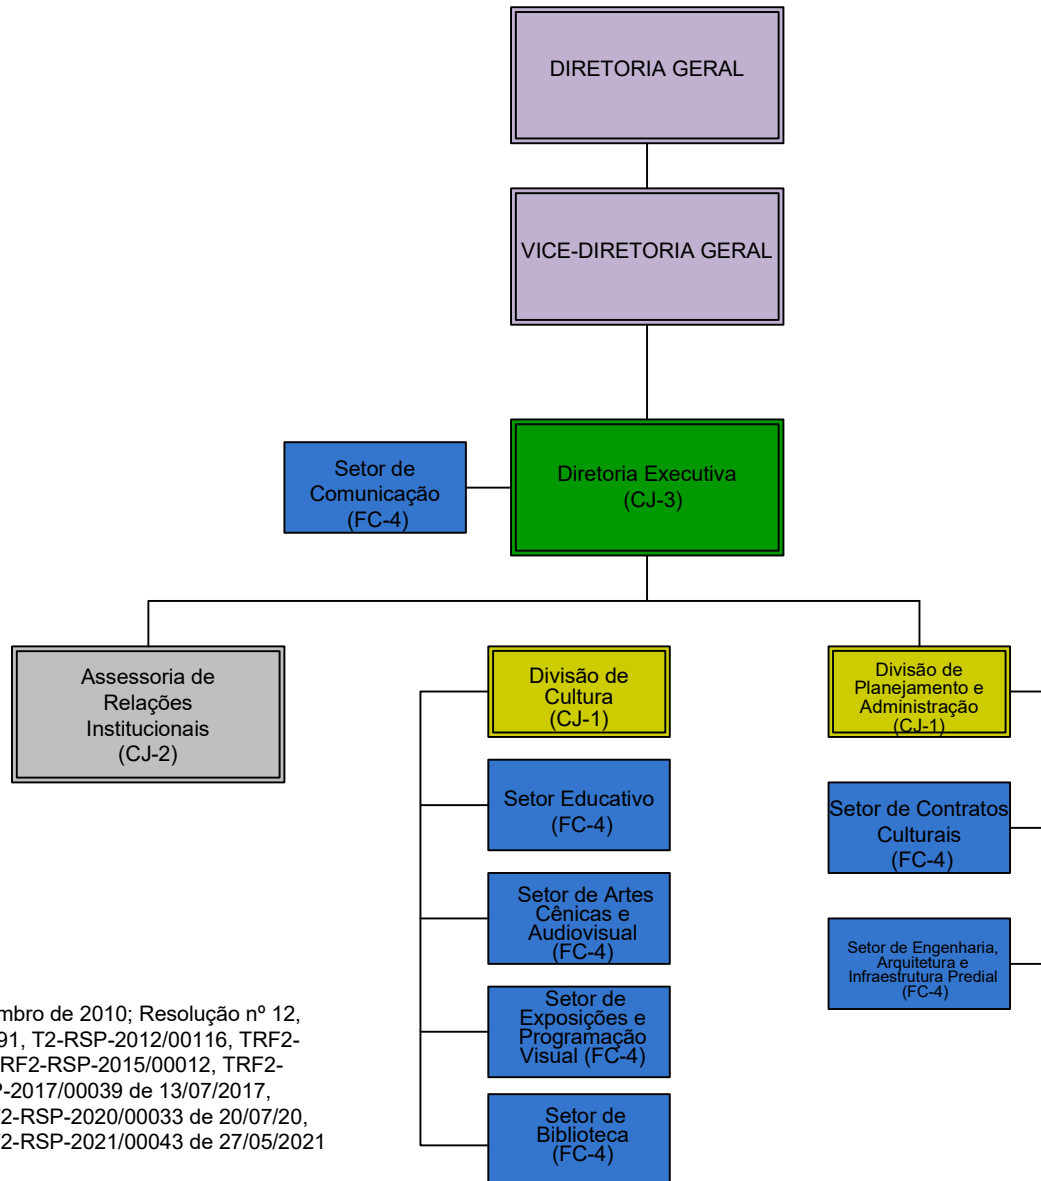 DIRETORIA GERAL
VICE-DIRETORIA GERAL
Setor de
Comunicação
(FC-4)
Diretoria Executiva
(CJ-3)
Assessoria de
Relações
Institucionais
(CJ-2)
Divisão de
Cultura
(CJ-1)
Setor Educativo
(FC-4)
Setor de Artes
Cênicas e
Audiovisual
(FC-4)
Setor de
Exposições e
Programação
Visual (FC-4)
Setor de
Biblioteca
(FC-4)
Divisão de
Planejamento e
Administração
(CJ-1)
Setor de Contratos
Culturais
(FC-4)
Setor de Engenharia,
Arquitetura e
Infraestrutura Predial
(FC-4)
mbro de 2010; Resolução nº 12,
91, T2-RSP-2012/00116, TRF2-
RF2-RSP-2015/00012, TRF2-
P-2017/00039 de 13/07/2017,
2-RSP-2020/00033 de 20/07/20,
2-RSP-2021/00043 de 27/05/2021